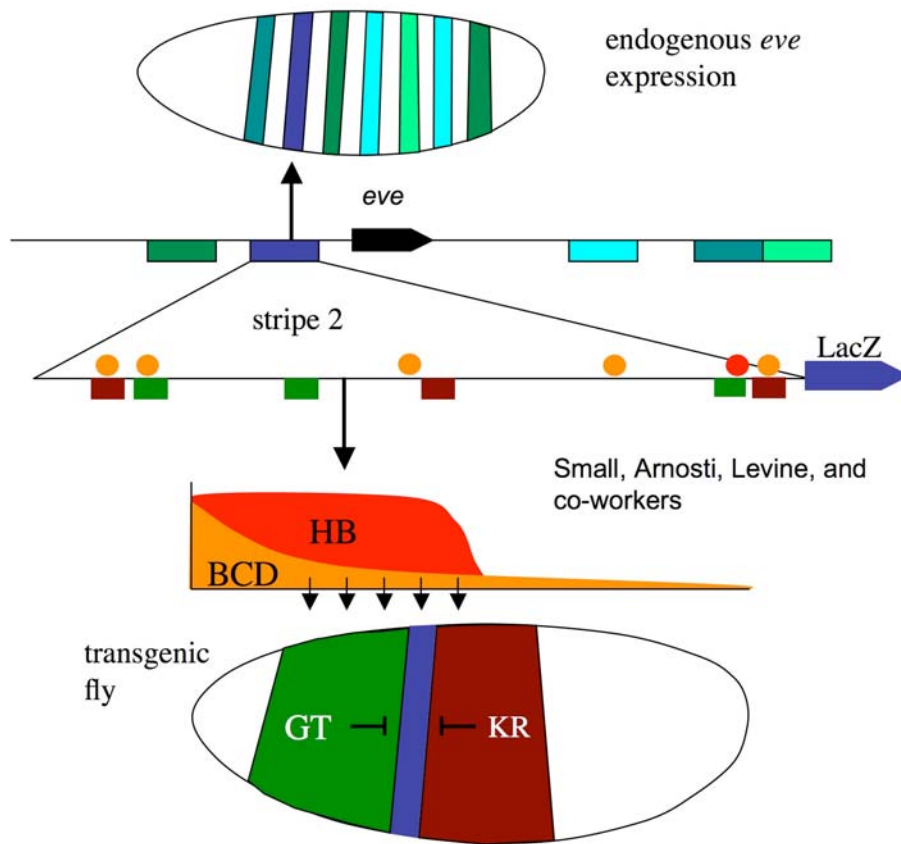 endogenous eve
expression
eve
stripe 2
LacZ
Small, Arnosti, Levine, and
co-workers
HB
BCD
transgenic
fly
GT
KR